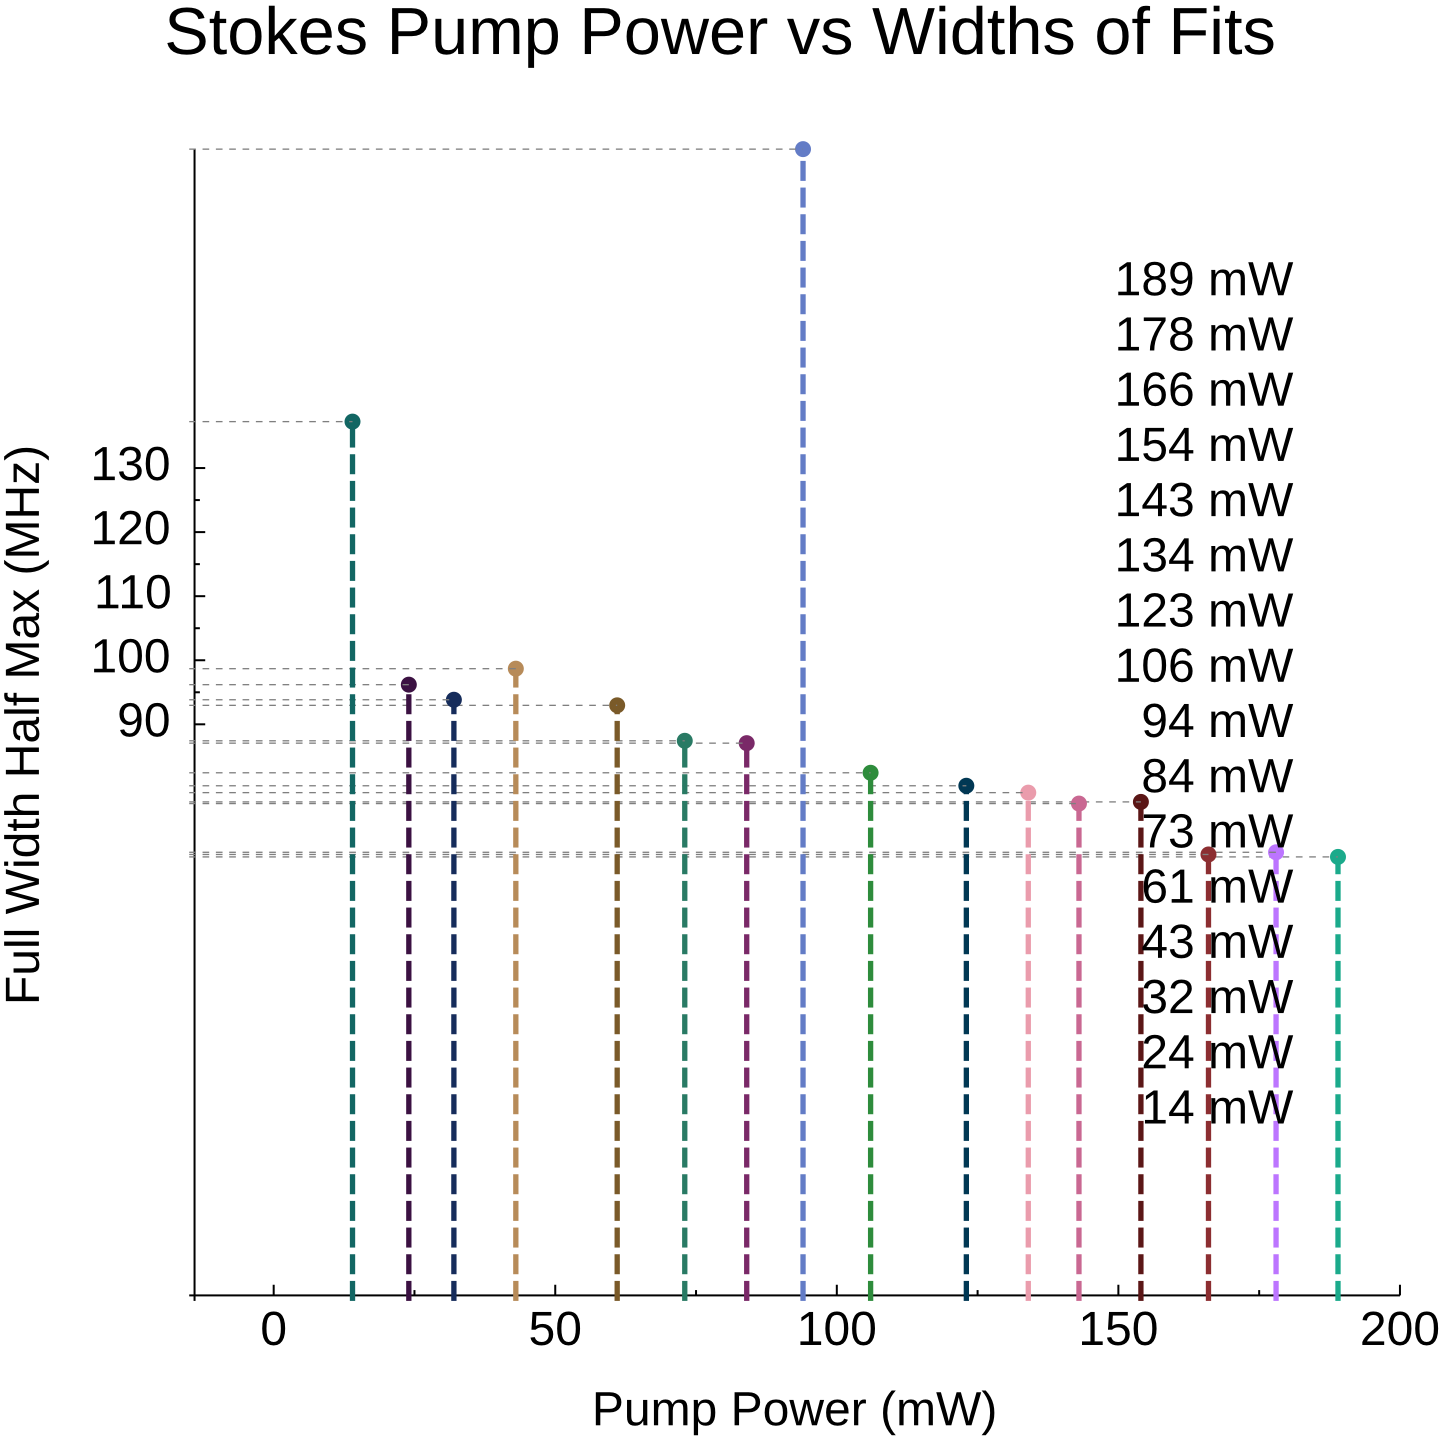 Stokes Pump Power vs Widths of Fits
189 mW
178 mW
166 mW
154 mW
143 mW
134 mW
123 mW
106 mW
94 mW
84 mW
73 mW
61 mW
43 mW
32 mW
24 mW
14 mW
130
120
110
100
90
Full Width Half Max (MHz)
0 50 100 150 200
Pump Power (mW)